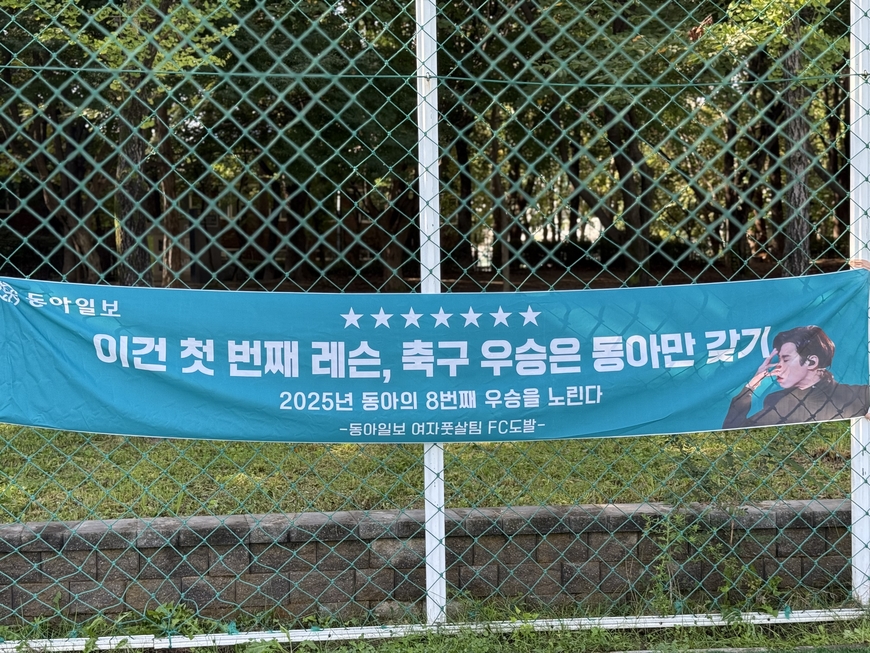 동아일보
★★★★★★★
이건 첫 번째 레슨, 축구 우승은 동아만 갖기
2025년 동아의 8번째 우승을 노린다
-동아일보 여자풋살팀 FC도발-